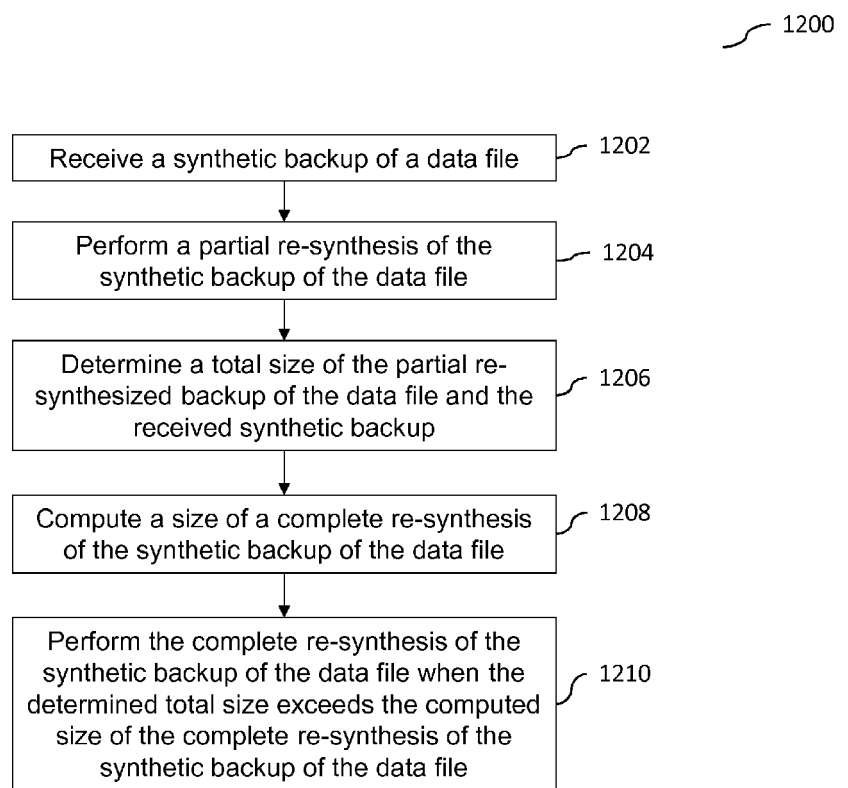 1200
Receive a synthetic backup of a data file
1202
Perform a partial re-synthesis of the
synthetic backup of the data file
1204
Determine a total size of the partial re-
synthesized backup of the data file and the
received synthetic backup
1206
Compute a size of a complete re-synthesis
of the synthetic backup of the data file
1208
Perform the complete re-synthesis of the
synthetic backup of the data file when the
determined total size exceeds the computed
size of the complete re-synthesis of the
synthetic backup of the data file
1210